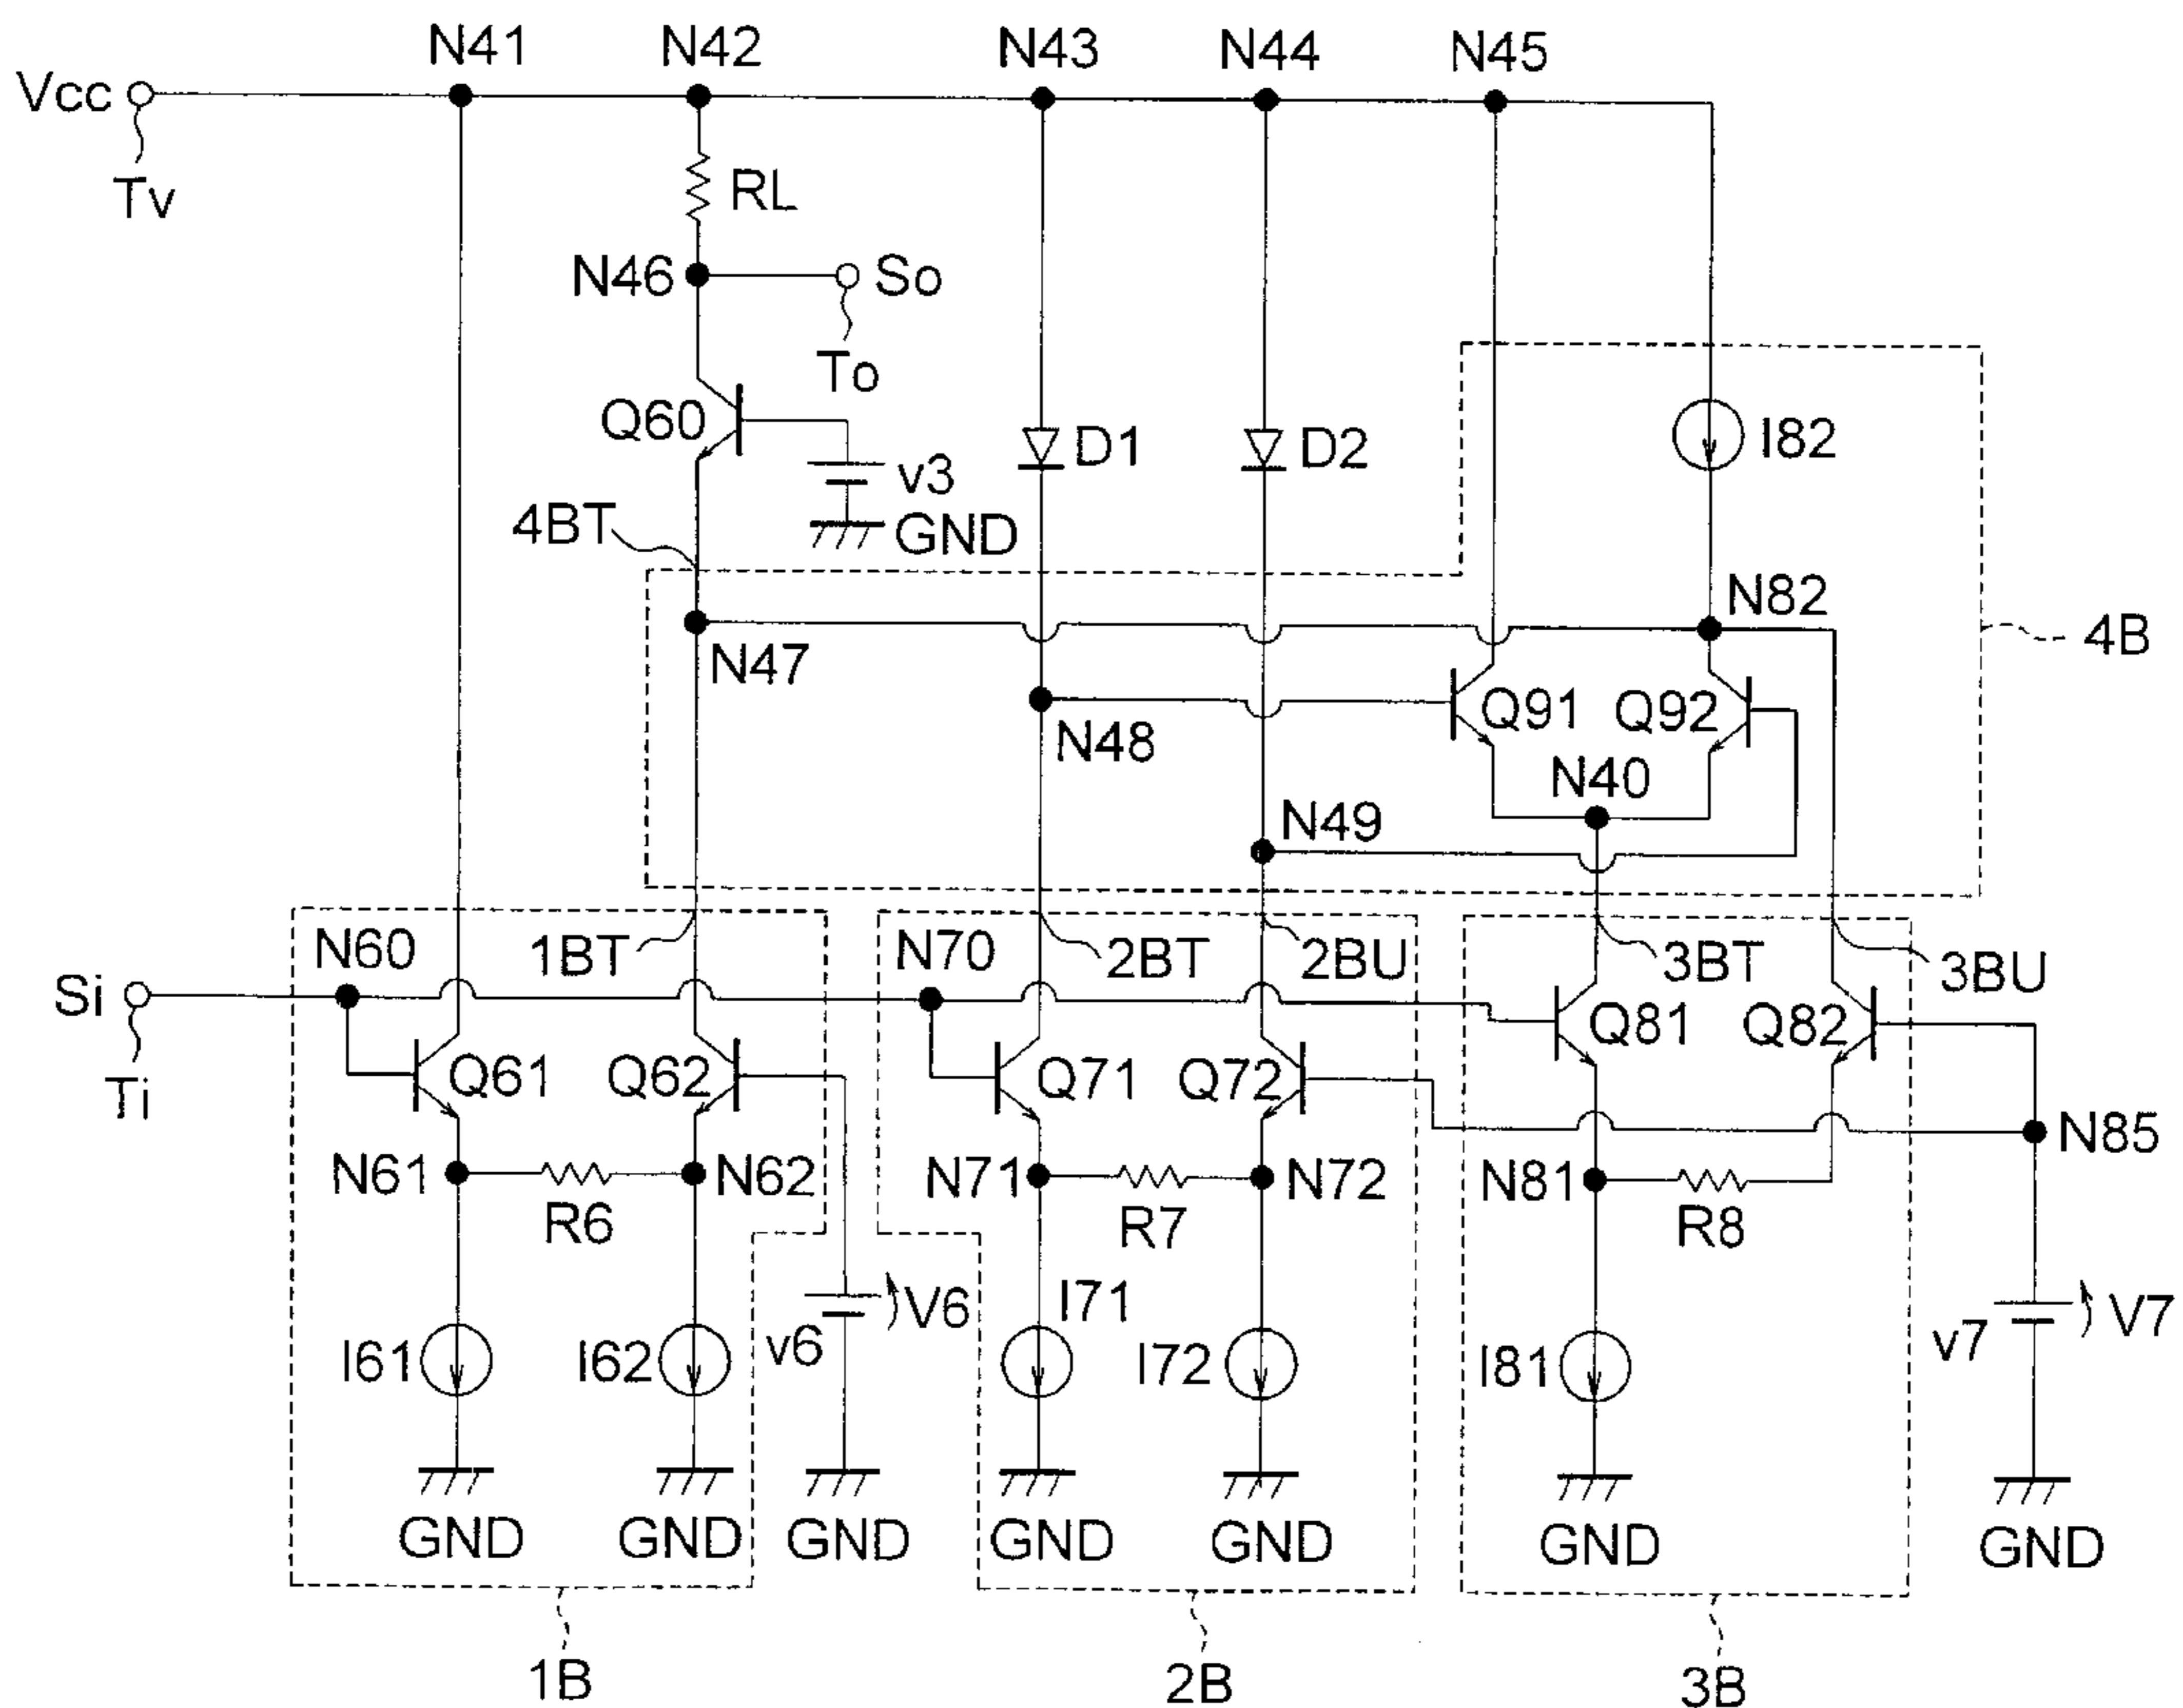 N41 N42 N43 N44 N45
Vcc
Tv
RL
N46 So
To
Q60
v3
GND
D1 D2 I82
4BT
N82
4B
N47
N48
Q91 Q92
N40
N49
N60 1BT N70 2BT 2BU 3BT 3BU
Si
Ti
Q61 Q62 Q71 Q72 Q81 Q82
N85
N61 N62 N71 N72 N81
R6 R7 R8
I61 I62 v6 V6 I71 I72 I81 v7 V7
GND GND GND GND GND GND GND
1B 2B 3B